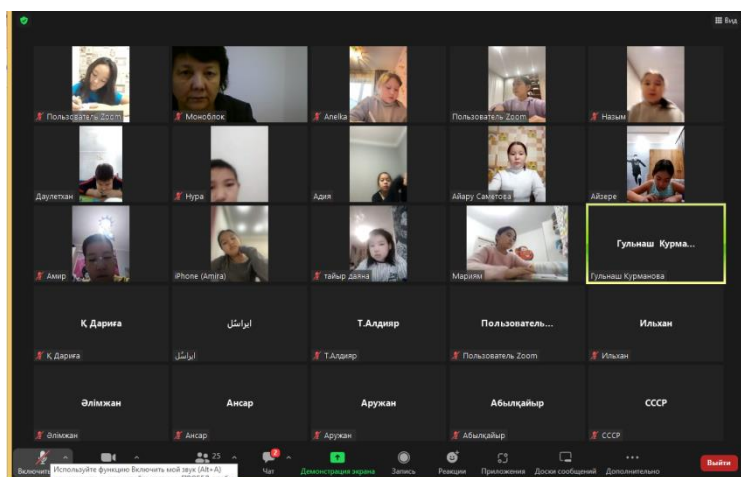 Вид
Пользователь Zoom
Моноблок
Anelka
Пользователь Zoom
Назым
Даулетхан
Нура
Адия
Айару Саметова
Айзере
Амир
iPhone (Amira)
тайыр даяна
Мариям
Гульнаш Курма...
Гульнаш Курманова
Қ Дариға
Т.Алдияр
Пользователь...
Ильхан
Қ Дариға
Т.Алдияр
Пользователь Zoom
Ильхан
Әлімжан
Ансар
Аружан
Абылқайыр
СССР
Әлімжан
Ансар
Аружан
Абылқайыр
СССР
25
2
Включить
Используйте функцию Включить мой звук (Alt+A)
Чат
Демонстрация экрана
Запись
Реакции
Приложения
Доски сообщений
Дополнительно
Выйти